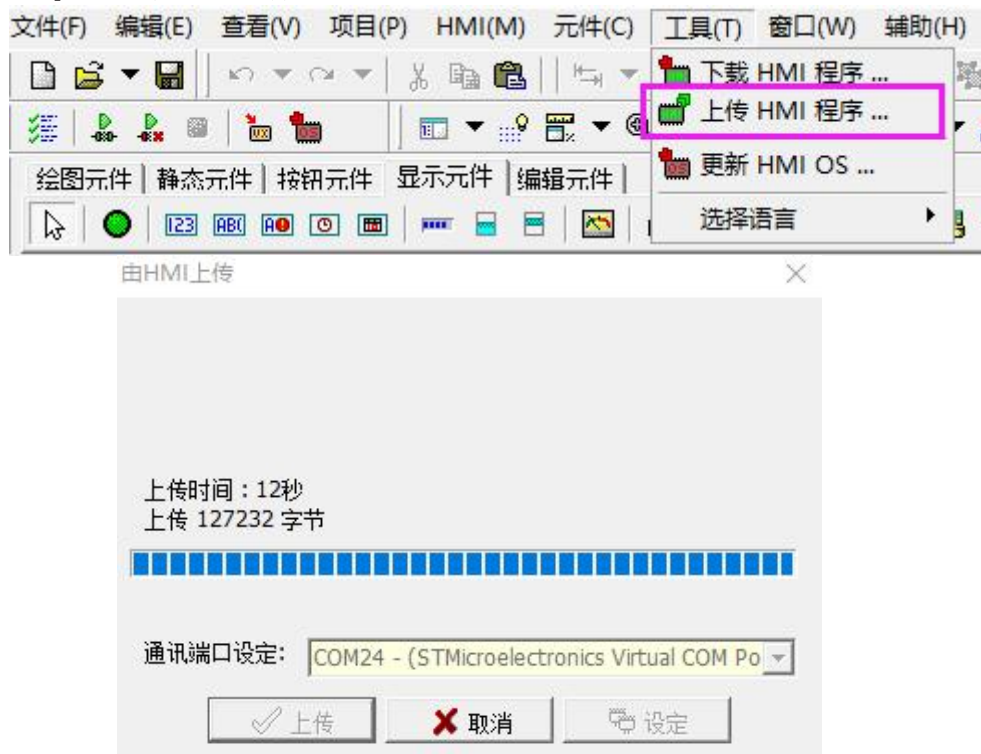 文件(F) 编辑(E) 查看(V) 项目(P) HMI(M) 元件(C) 工具(T) 窗口(W) 辅助(H)
下载 HMI 程序 ...
上传 HMI 程序 ...
更新 HMI OS ...
选择语言
绘图元件 静态元件 按钮元件 显示元件 编辑元件
123 ABC
由HMI上传
上传时间：12秒
上传 127232 字节
通讯端口设定: COM24 - (STMicroelectronics Virtual COM Po
上传 取消 设定